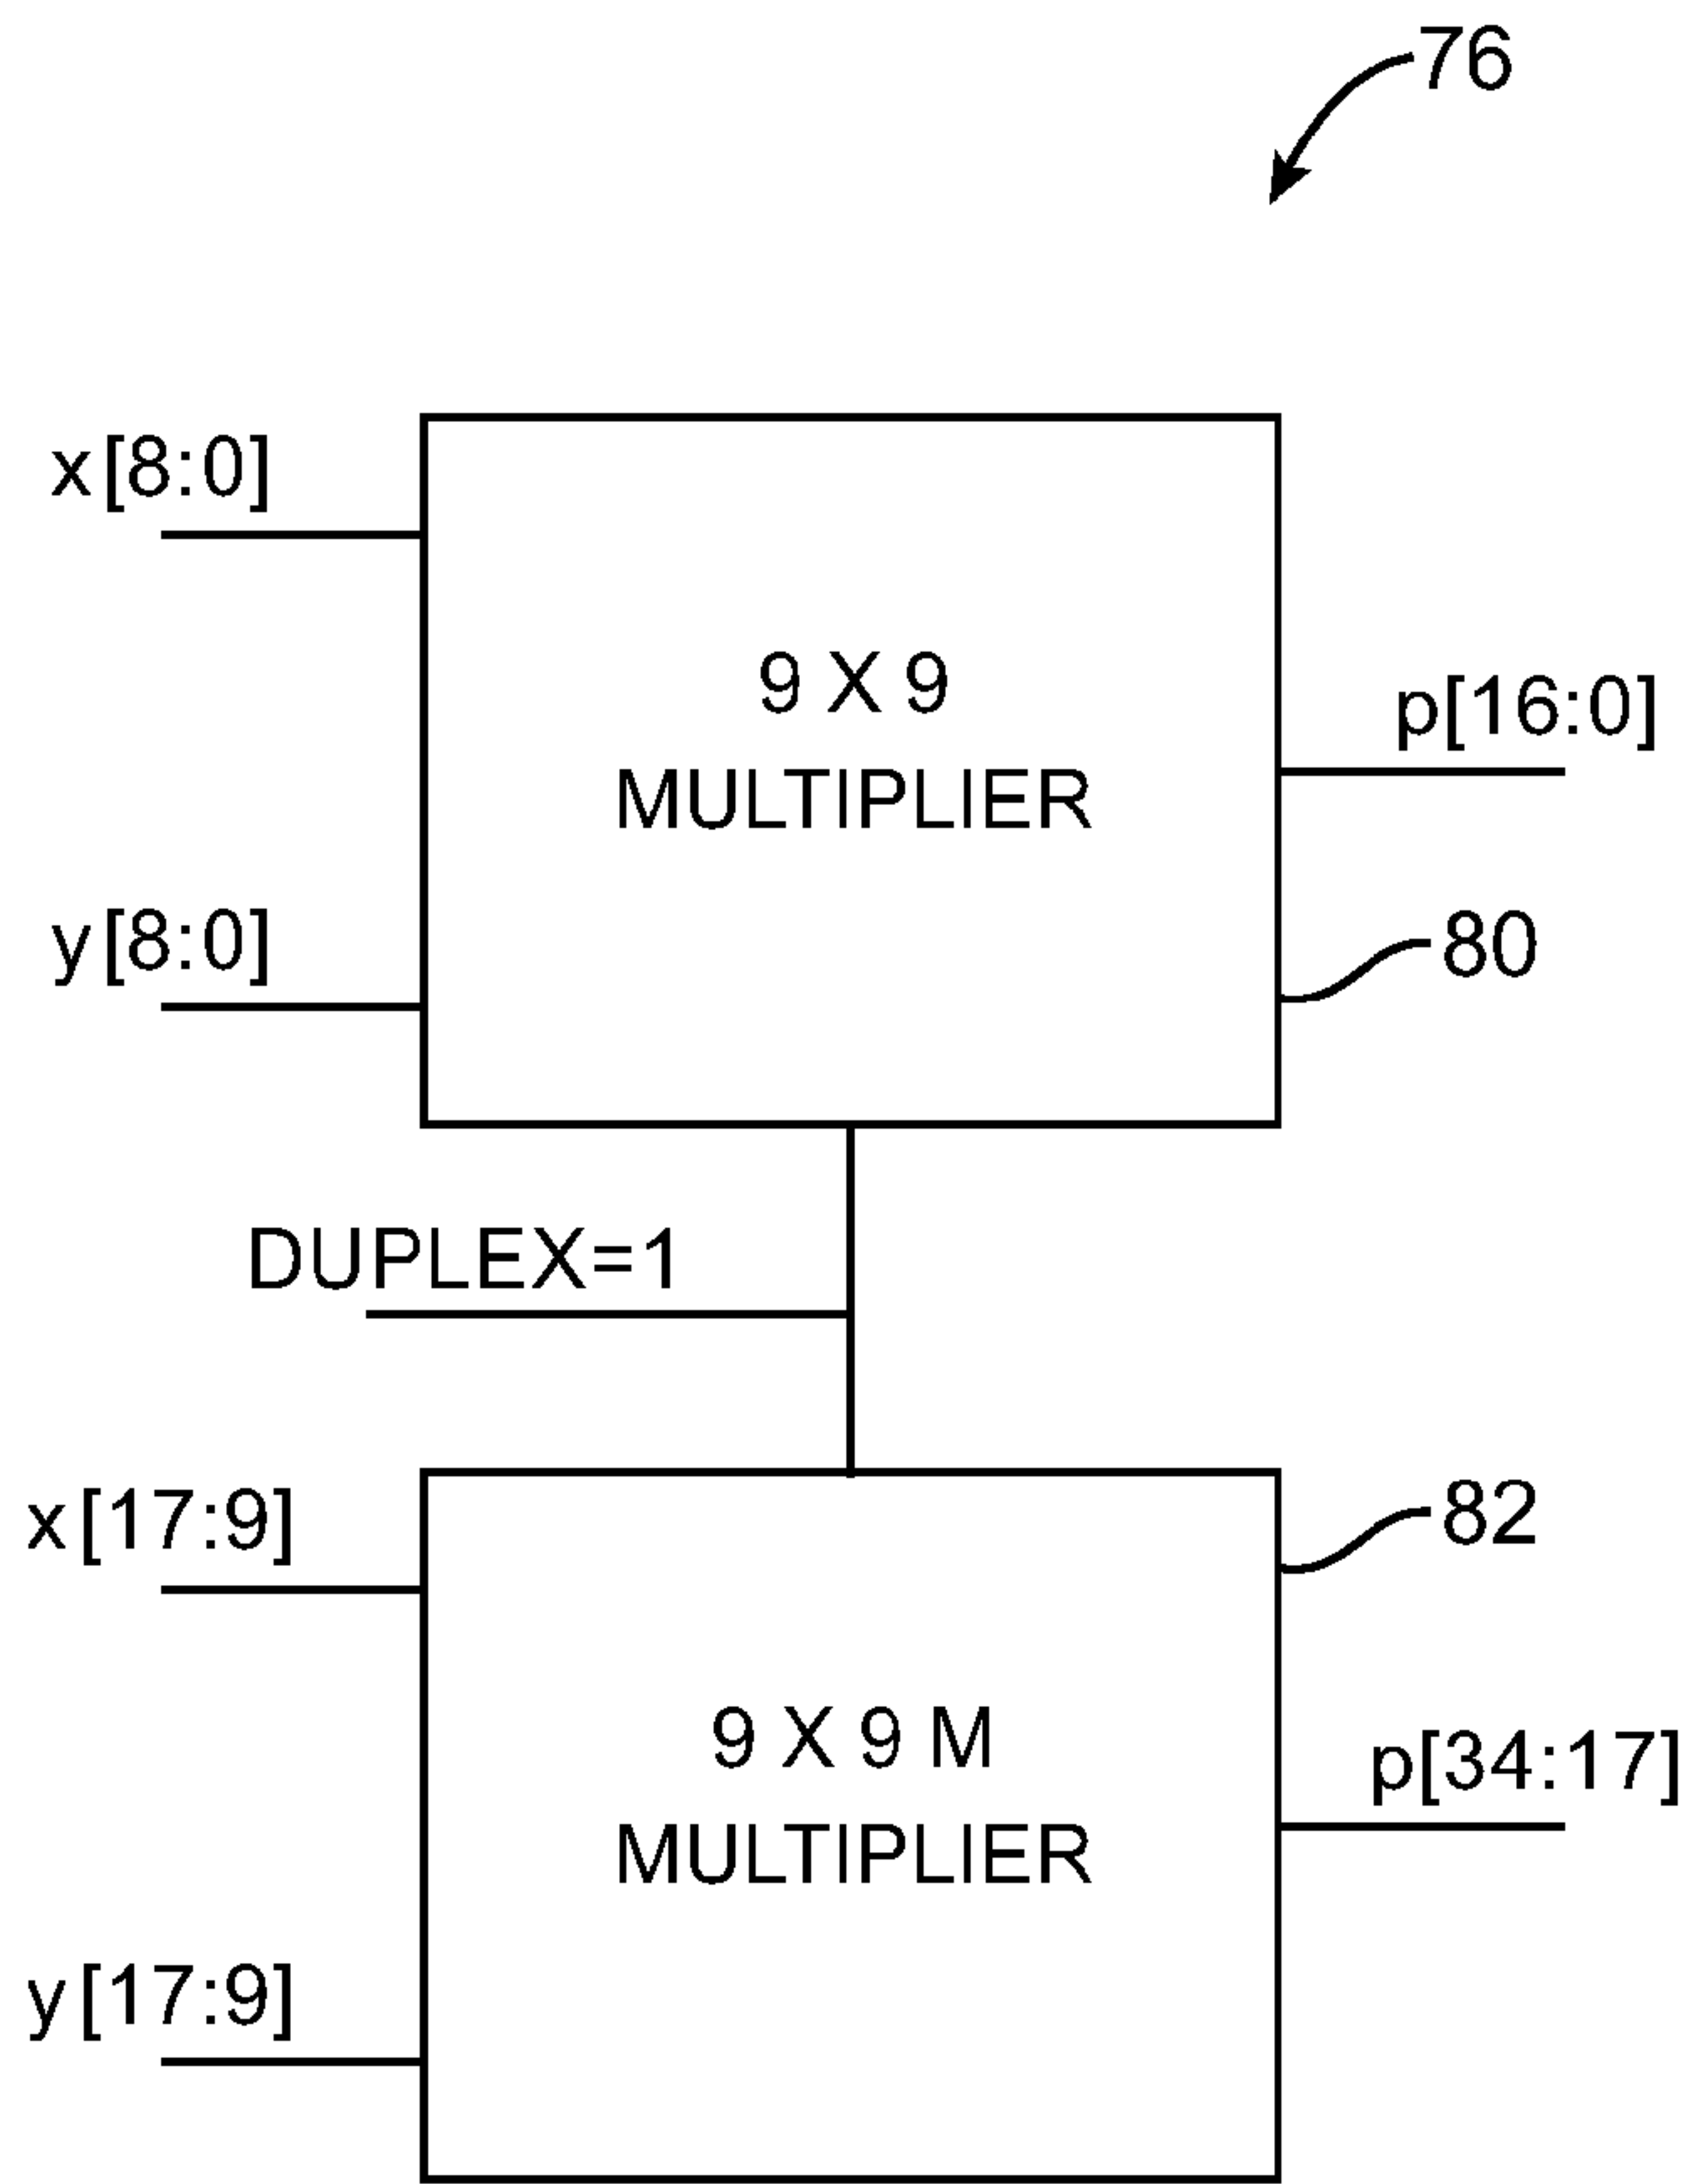 76
x[8:0]
9 X 9
MULTIPLIER
p[16:0]
y[8:0]
80
DUPLEX=1
x[17:9]
82
9 X 9 M
MULTIPLIER
p[34:17]
y[17:9]